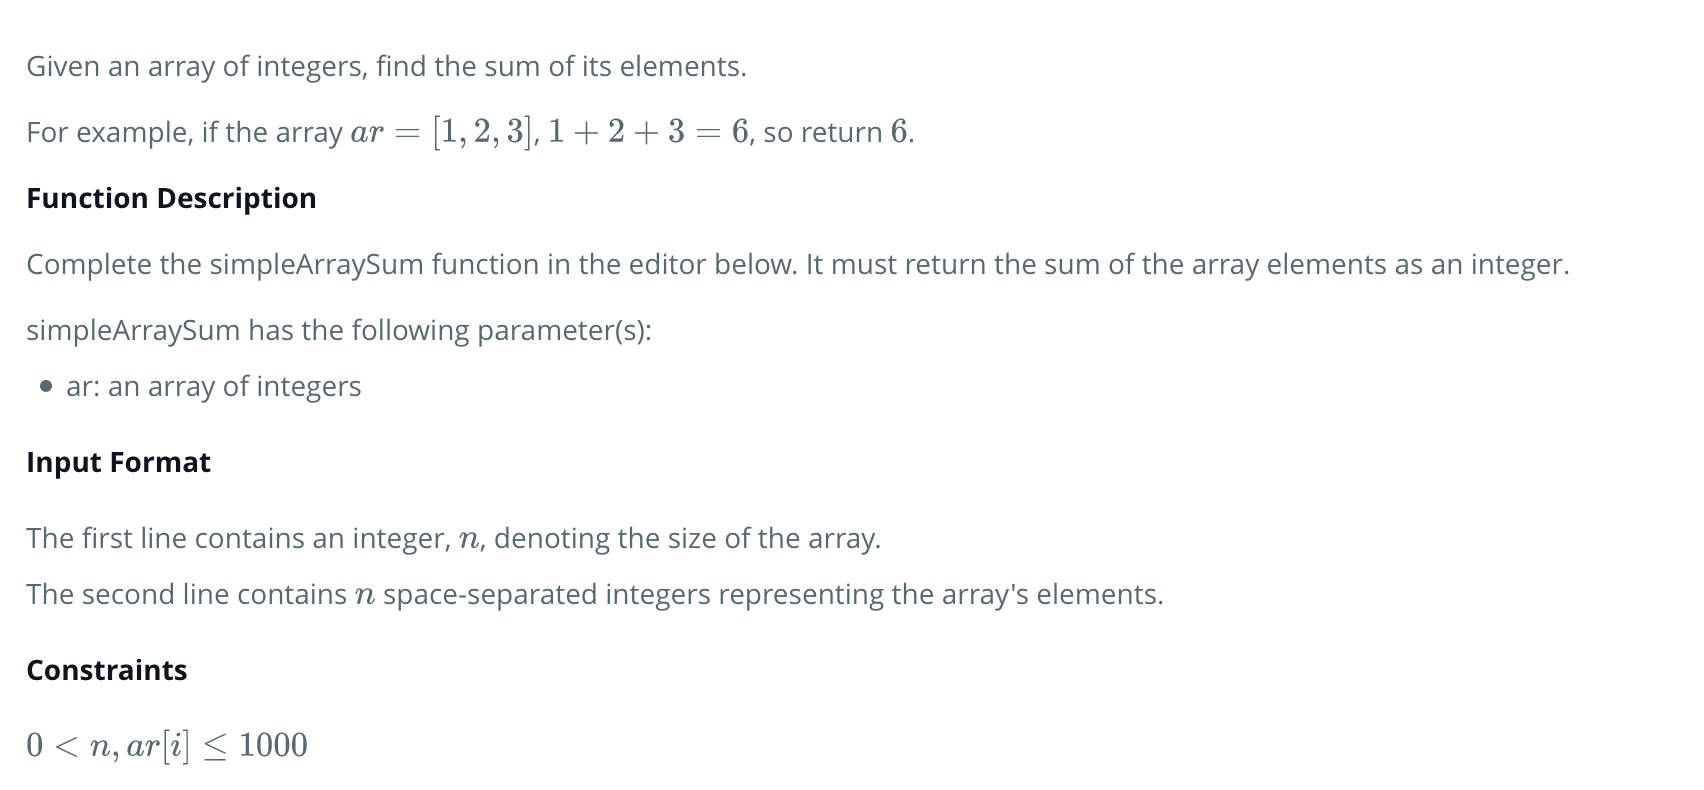 Given an array of integers, find the sum of its elements.
For example, if the array ar = [1, 2, 3], 1 + 2 + 3 = 6, so return 6.
Function Description
Complete the simpleArraySum function in the editor below. It must return the sum of the array elements as an integer.
simpleArraySum has the following parameter(s):
• ar: an array of integers
Input Format
The first line contains an integer, n, denoting the size of the array.
The second line contains n space-separated integers representing the array's elements.
Constraints
0 < n, ar[i] ≤ 1000